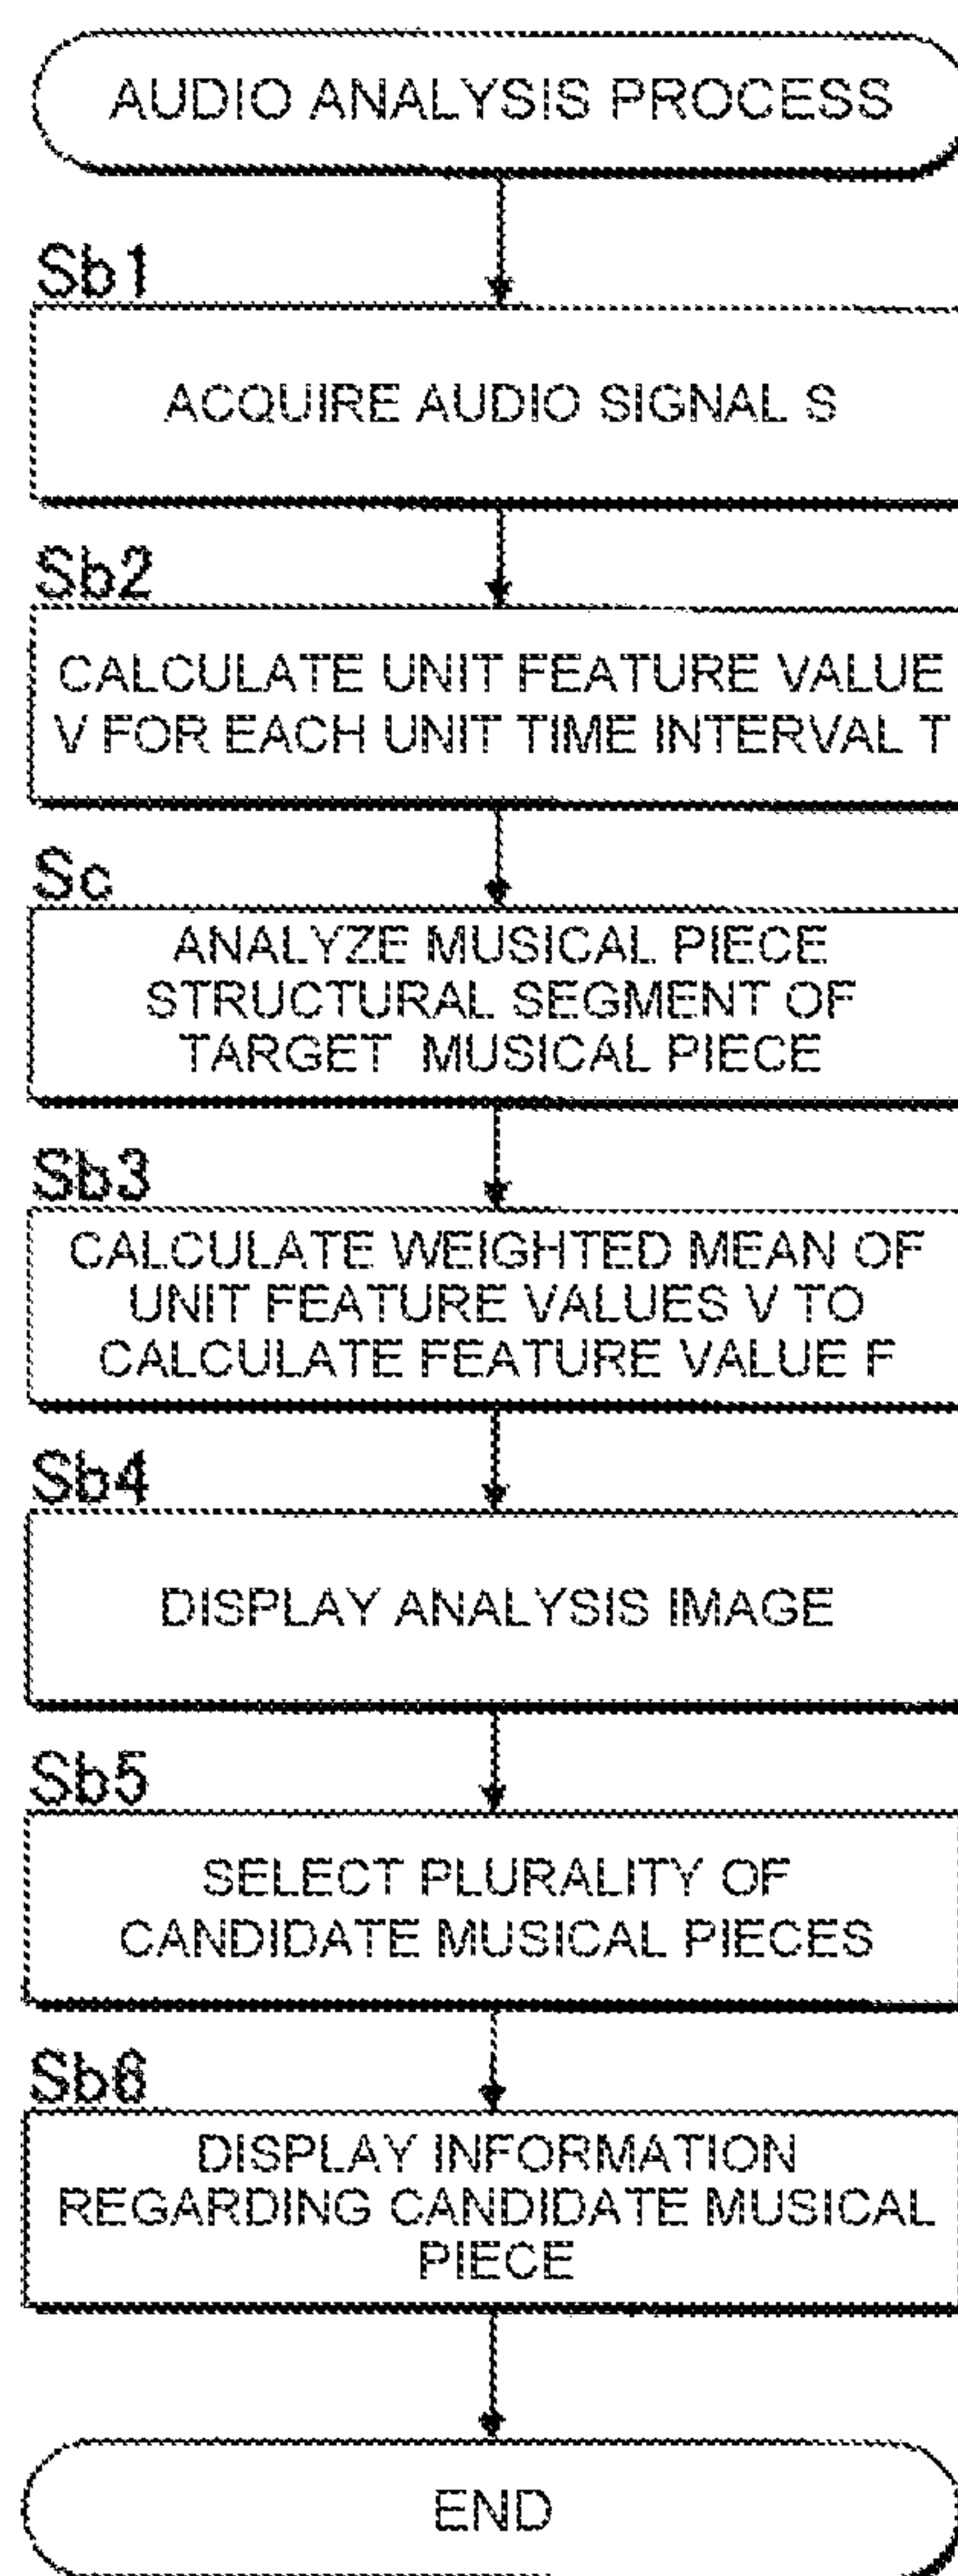 AUDIO ANALYSIS PROCESS
Sb1
ACQUIRE AUDIO SIGNAL S
Sb2
CALCULATE UNIT FEATURE VALUE
V FOR EACH UNIT TIME INTERVAL T
Sc
ANALYZE MUSICAL PIECE
STRUCTURAL SEGMENT OF
TARGET MUSICAL PIECE
Sb3
CALCULATE WEIGHTED MEAN OF
UNIT FEATURE VALUES V TO
CALCULATE FEATURE VALUE F
Sb4
DISPLAY ANALYSIS IMAGE
Sb5
SELECT PLURALITY OF
CANDIDATE MUSICAL PIECES
Sb6
DISPLAY INFORMATION
REGARDING CANDIDATE MUSICAL
PIECE
END